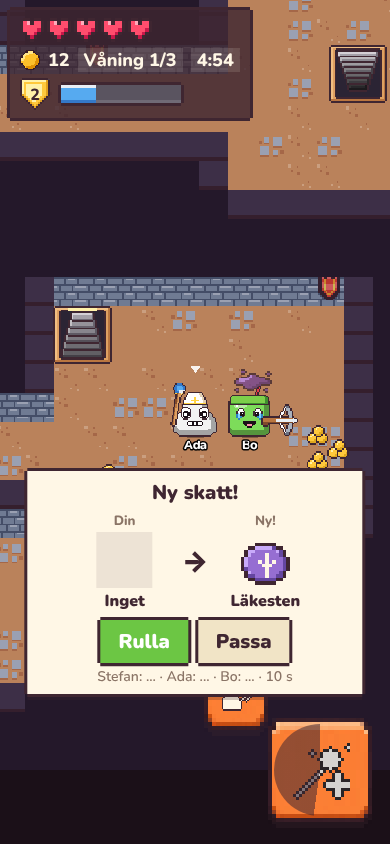 12 Våning 1/3 4:54
2
Ada Bo
Ny skatt!
Din Ny!
Inget Läkesten
Rulla Passa
Stefan: ... · Ada: ... · Bo: ... · 10 s